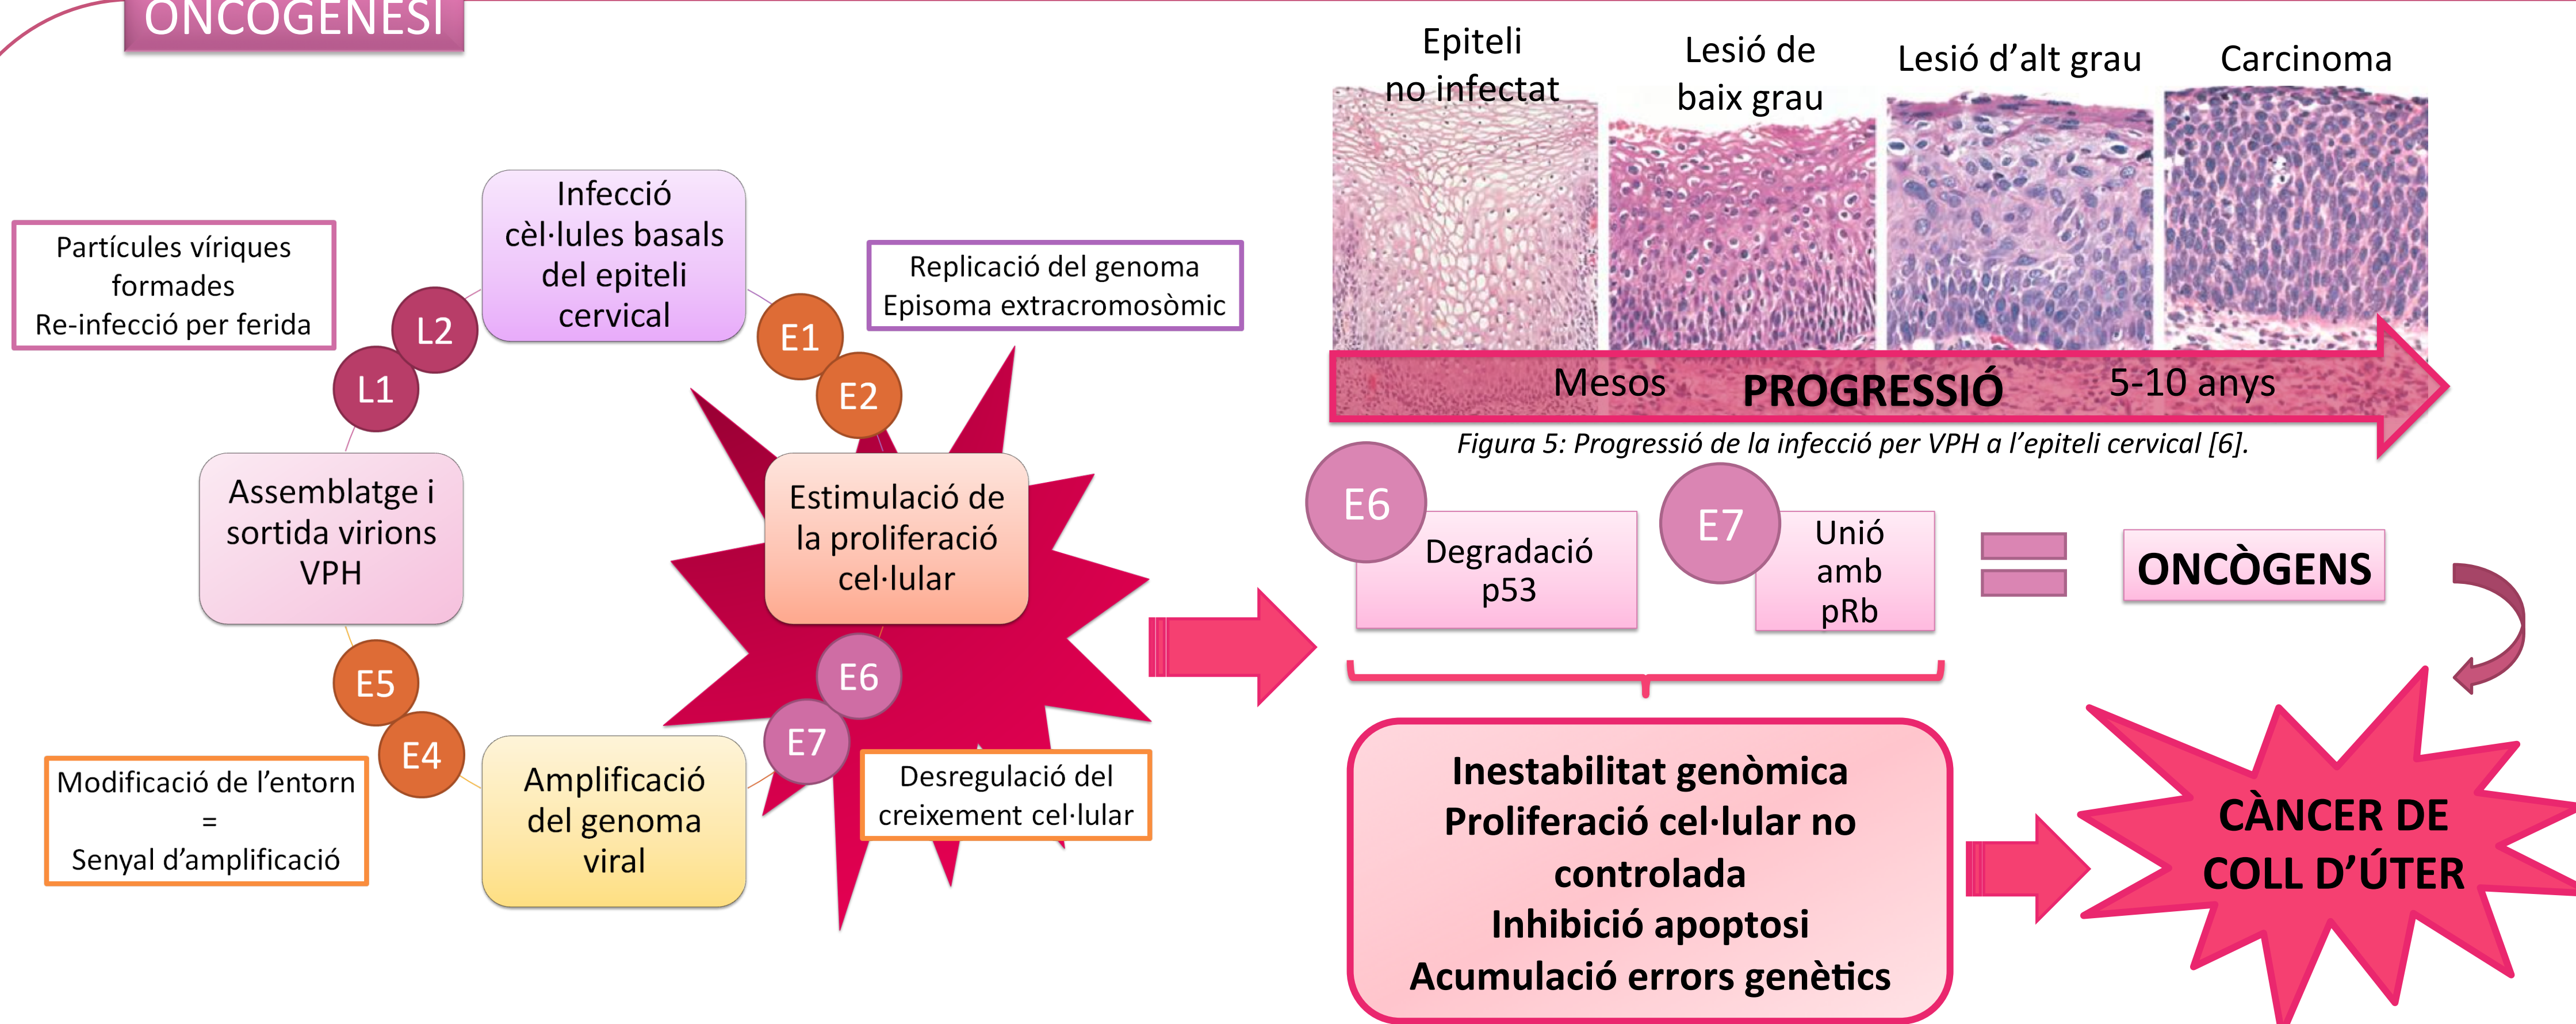 ONCOGÈNESI
Infecció
cèl·lules basals
del epiteli
cervical
E1
E2
Replicació del genoma
Episoma extracromosòmic
Estimulació de
la proliferació
cel·lular
E6
E7
Desregulació del
creixement cel·lular
Amplificació
del genoma
viral
E4
E5
Modificació de l’entorn
=
Senyal d’amplificació
Assemblatge i
sortida virions
VPH
L1
L2
Partícules víriques
formades
Re-infecció per ferida
Epiteli
no infectat
Lesió de
baix grau
Lesió d’alt grau
Carcinoma
Mesos
PROGRESSIÓ
5-10 anys
Figura 5: Progressió de la infecció per VPH a l’epiteli cervical [6].
E6
Degradació
p53
E7
Unió
amb
pRb
ONCÒGENS
Inestabilitat genòmica
Proliferació cel·lular no
controlada
Inhibició apoptosi
Acumulació errors genètics
CÀNCER DE
COLL D’ÚTER